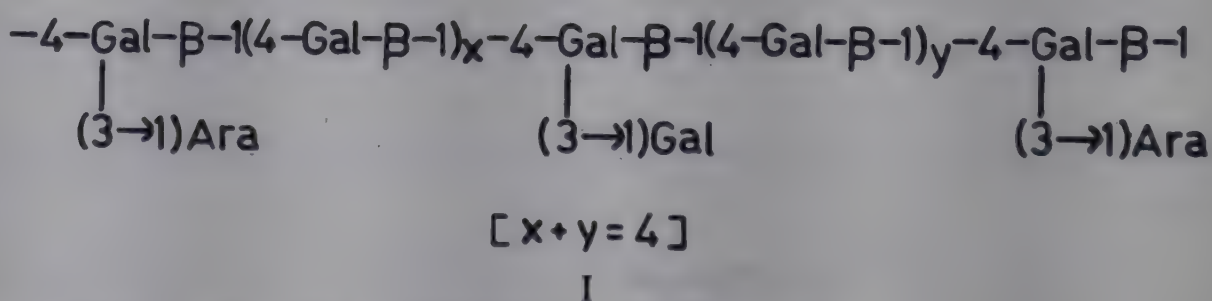 -4-Gal-β-1(4-Gal-β-1)x-4-Gal-β-1(4-Gal-β-1)y-4-Gal-β-1
(3→1)Ara (3→1)Gal (3→1)Ara
[x+y=4]
I